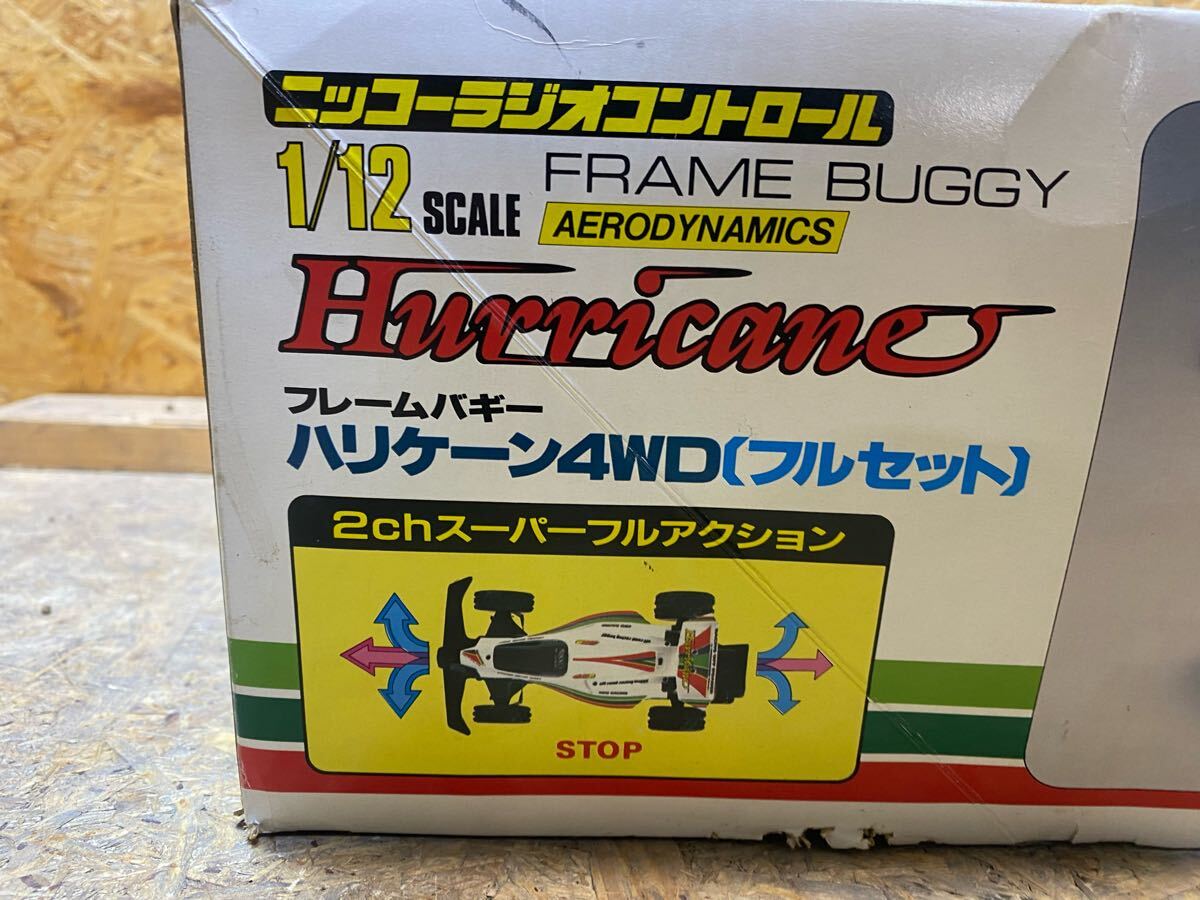 ニッコーラジオコントロール
1/12 SCALE
FRAME BUGGY
AERODYNAMICS
Hurricane
フレームバギー
ハリケーン4WD(フルセット)
2chスーパーフルアクション
STOP